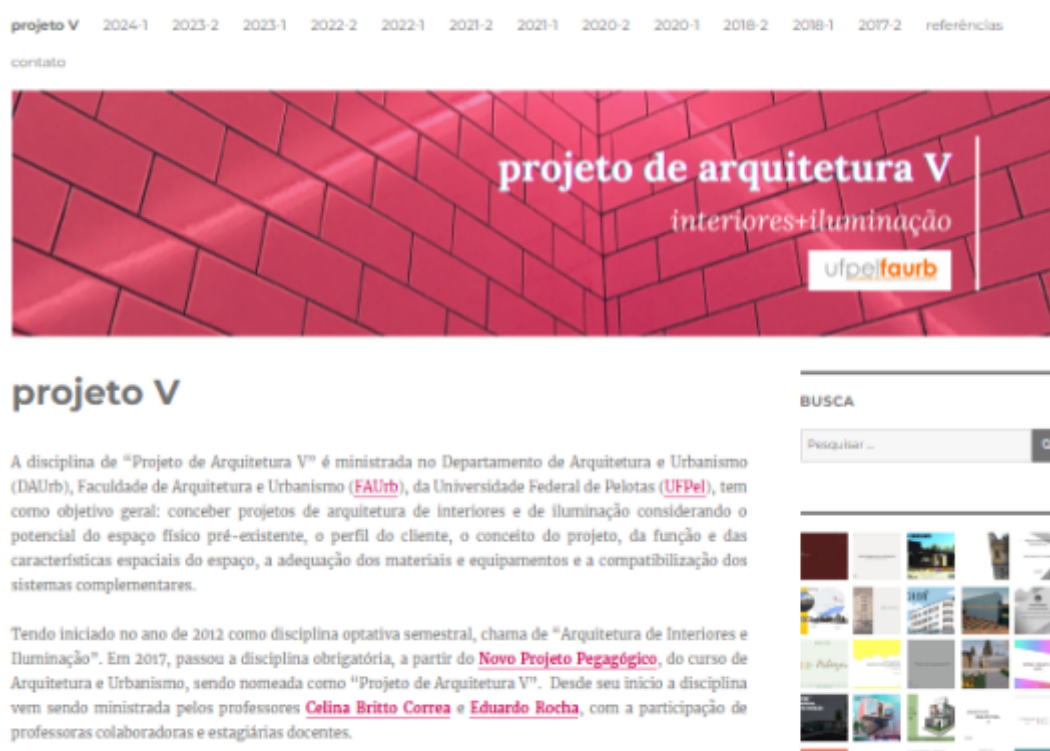 projeto V 2024-1 2023-2 2023-1 2022-2 2022-1 2021-2 2021-1 2020-2 2020-1 2018-2 2018-1 2017-2 referências
contato
projeto de arquitetura V
interiores+iluminação
ufpelfaurb
projeto V
A disciplina de “Projeto de Arquitetura V” é ministrada no Departamento de Arquitetura e Urbanismo
(DAUrb), Faculdade de Arquitetura e Urbanismo (FAUrb), da Universidade Federal de Pelotas (UFPel), tem
como objetivo geral: conceber projetos de arquitetura de interiores e de iluminação considerando o
potencial do espaço físico pré-existente, o perfil do cliente, o conceito do projeto, da função e das
características espaciais do espaço, a adequação dos materiais e equipamentos e a compatibilização dos
sistemas complementares.
Tendo iniciado no ano de 2012 como disciplina optativa semestral, chama de “Arquitetura de Interiores e
Iluminação”. Em 2017, passou a disciplina obrigatória, a partir do Novo Projeto Pegagógico, do curso de
Arquitetura e Urbanismo, sendo nomeada como “Projeto de Arquitetura V”. Desde seu inicio a disciplina
vem sendo ministrada pelos professores Celina Britto Correa e Eduardo Rocha, com a participação de
professoras colaboradoras e estagiárias docentes.
BUSCA
Pesquisar ...